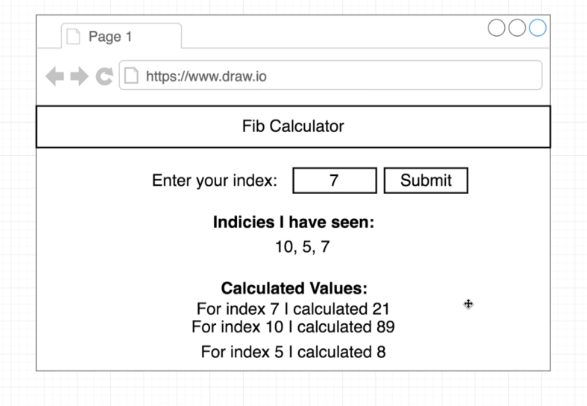 Page 1
https://www.draw.io
Fib Calculator
Enter your index: 7 Submit
Indicies I have seen:
10, 5, 7
Calculated Values:
For index 7 I calculated 21
For index 10 I calculated 89
For index 5 I calculated 8